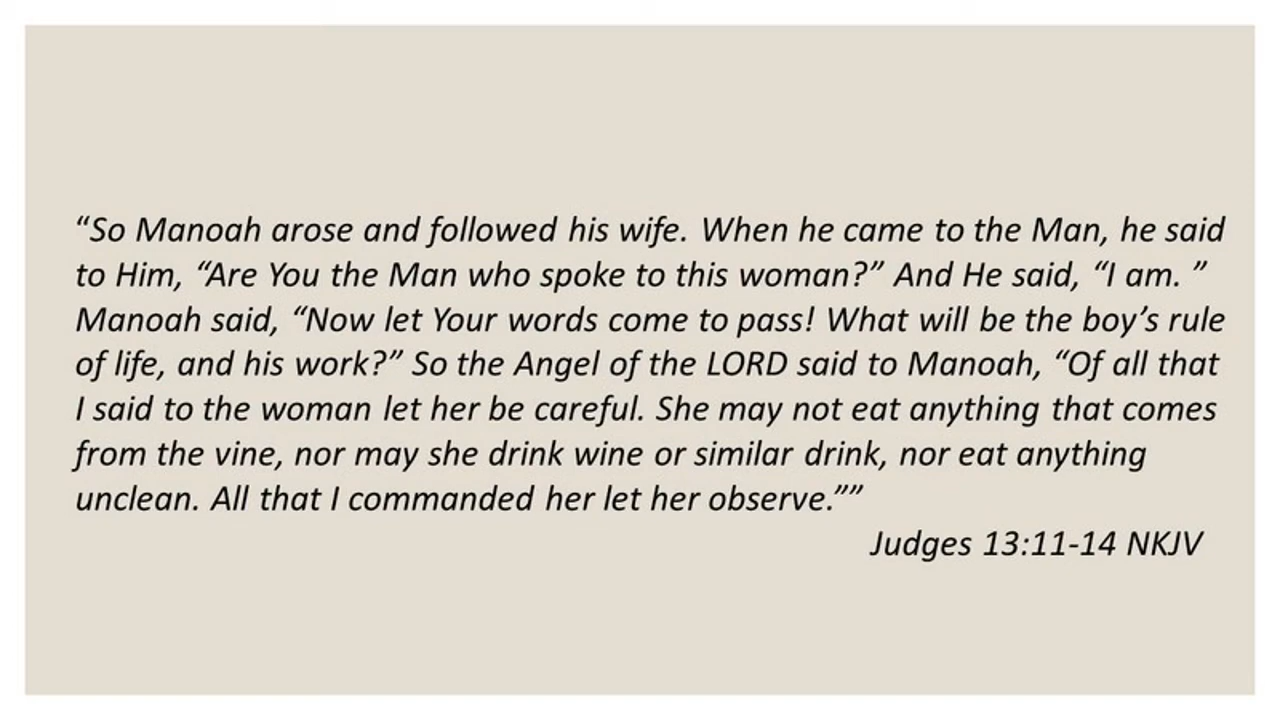 “So Manoah arose and followed his wife. When he came to the Man, he said
to Him, “Are You the Man who spoke to this woman?” And He said, “I am. ”
Manoah said, “Now let Your words come to pass! What will be the boy’s rule
of life, and his work?” So the Angel of the LORD said to Manoah, “Of all that
I said to the woman let her be careful. She may not eat anything that comes
from the vine, nor may she drink wine or similar drink, nor eat anything
unclean. All that I commanded her let her observe.””
Judges 13:11-14 NKJV